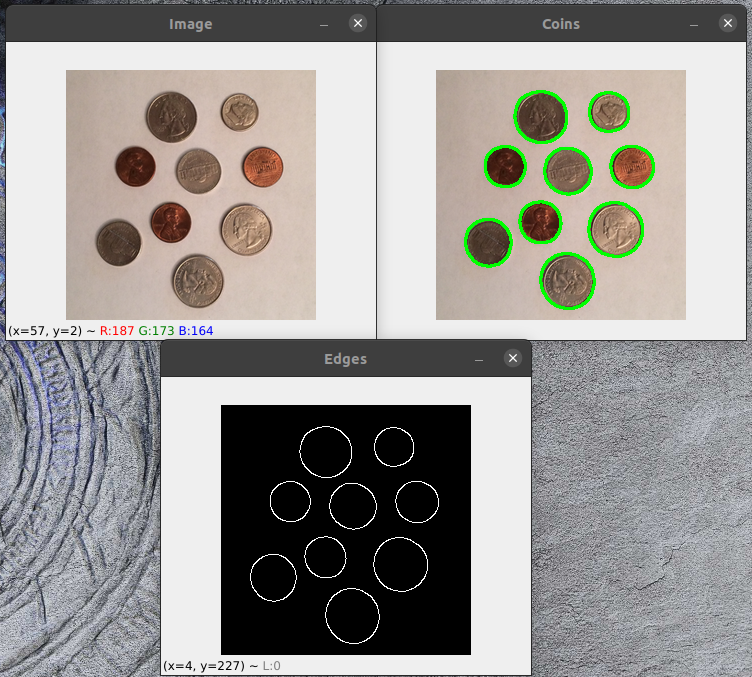 Image
Coins
(x=57, y=2) ~ R:187 G:173 B:164
Edges
(x=4, y=227) ~ L:0